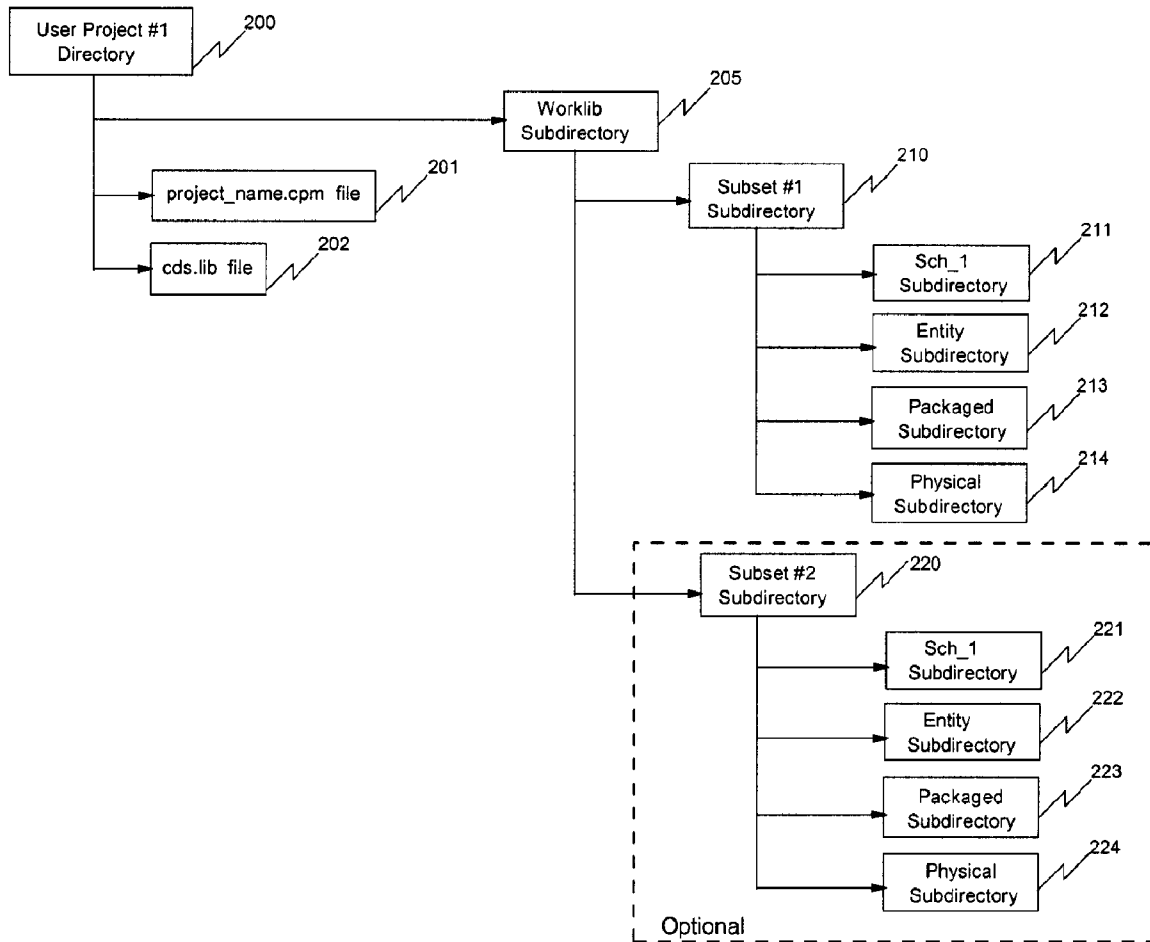 User Project #1
Directory
200
Worklib
Subdirectory
205
project_name.cpm file
201
cds.lib file
202
Subset #1
Subdirectory
210
Sch_1
Subdirectory
211
Entity
Subdirectory
212
Packaged
Subdirectory
213
Physical
Subdirectory
214
Subset #2
Subdirectory
220
Sch_1
Subdirectory
221
Entity
Subdirectory
222
Packaged
Subdirectory
223
Physical
Subdirectory
224
Optional